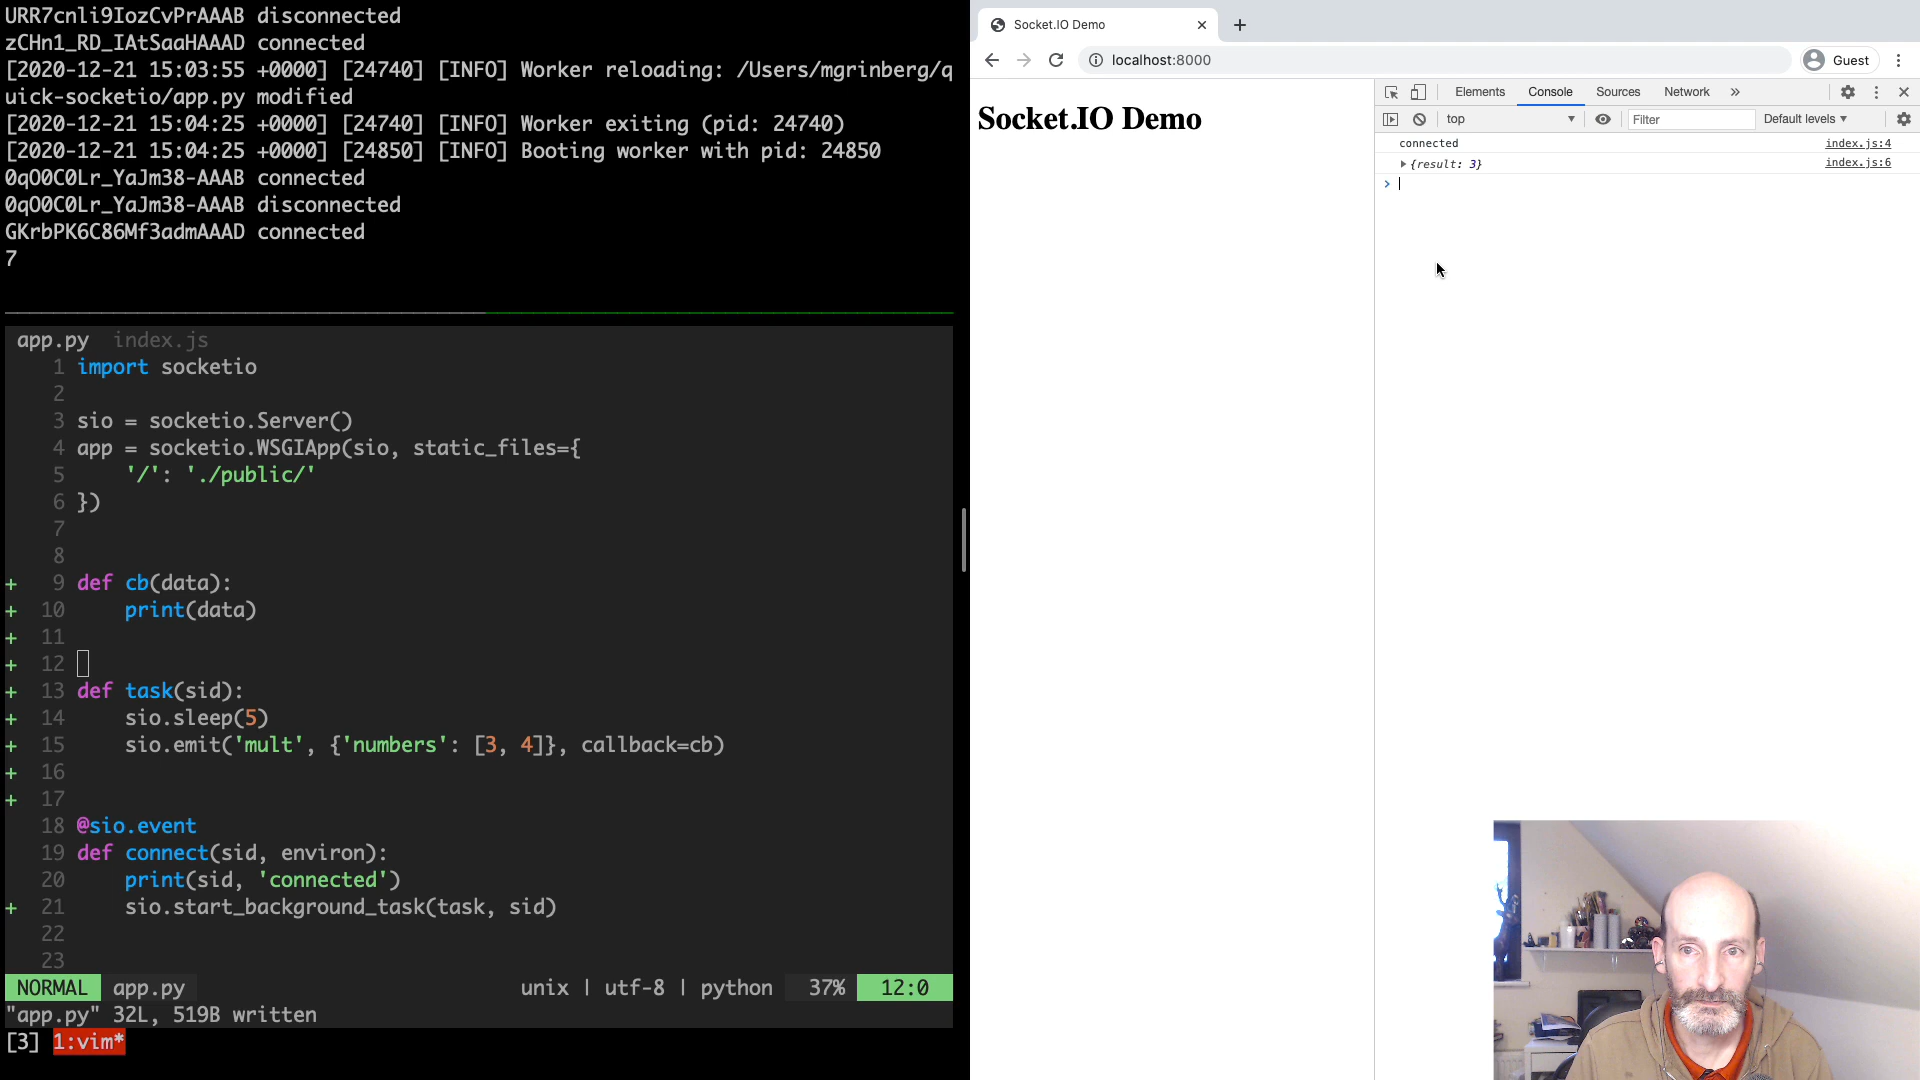 URR7cnli9IozCvPrAAAB disconnected
zCHn1_RD_IAtSaaHAAAD connected
[2020-12-21 15:03:55 +0000] [24740] [INFO] Worker reloading: /Users/mgrinberg/q
uick-socketio/app.py modified
[2020-12-21 15:04:25 +0000] [24740] [INFO] Worker exiting (pid: 24740)
[2020-12-21 15:04:25 +0000] [24850] [INFO] Booting worker with pid: 24850
0qO0C0Lr_YaJm38-AAAB connected
0qO0C0Lr_YaJm38-AAAB disconnected
GKrbPK6C86Mf3admAAAD connected
7
app.py index.js
1 import socketio
2
3 sio = socketio.Server()
4 app = socketio.WSGIApp(sio, static_files={
5     '/': './public/'
6 })
7
8
+ 9 def cb(data):
+ 10     print(data)
+ 11
+ 12
+ 13 def task(sid):
+ 14     sio.sleep(5)
+ 15     sio.emit('mult', {'numbers': [3, 4]}, callback=cb)
+ 16
+ 17
18 @sio.event
19 def connect(sid, environ):
20     print(sid, 'connected')
+ 21     sio.start_background_task(task, sid)
22
23
NORMAL app.py unix | utf-8 | python 37% 12:0
"app.py" 32L, 519B written
[3] 1:vim*
Socket.IO Demo
localhost:8000
Guest
Socket.IO Demo
Elements Console Sources Network »
top Filter Default levels
connected index.js:4
{result: 3} index.js:6